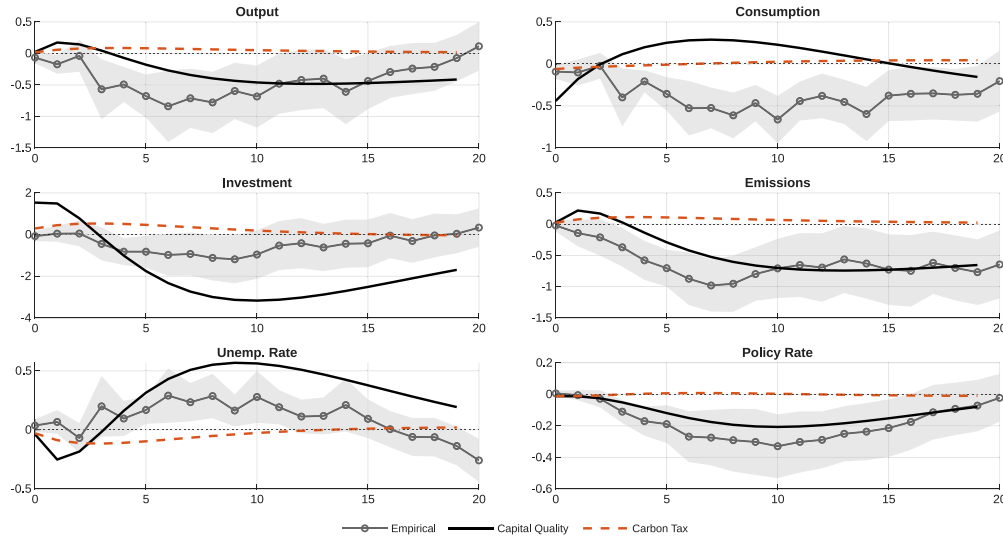 Output
0.5
0
-0.5
-1
-1.5
0 5 10 15 20
Consumption
0.5
0
-0.5
-1
0 5 10 15 20
Investment
2
0
-2
-4
0 5 10 15 20
Emissions
0.5
0
-0.5
-1
-1.5
0 5 10 15 20
Unemp. Rate
0.5
0
-0.5
0 5 10 15 20
Policy Rate
0.2
0
-0.2
-0.4
-0.6
0 5 10 15 20
Empirical Capital Quality Carbon Tax